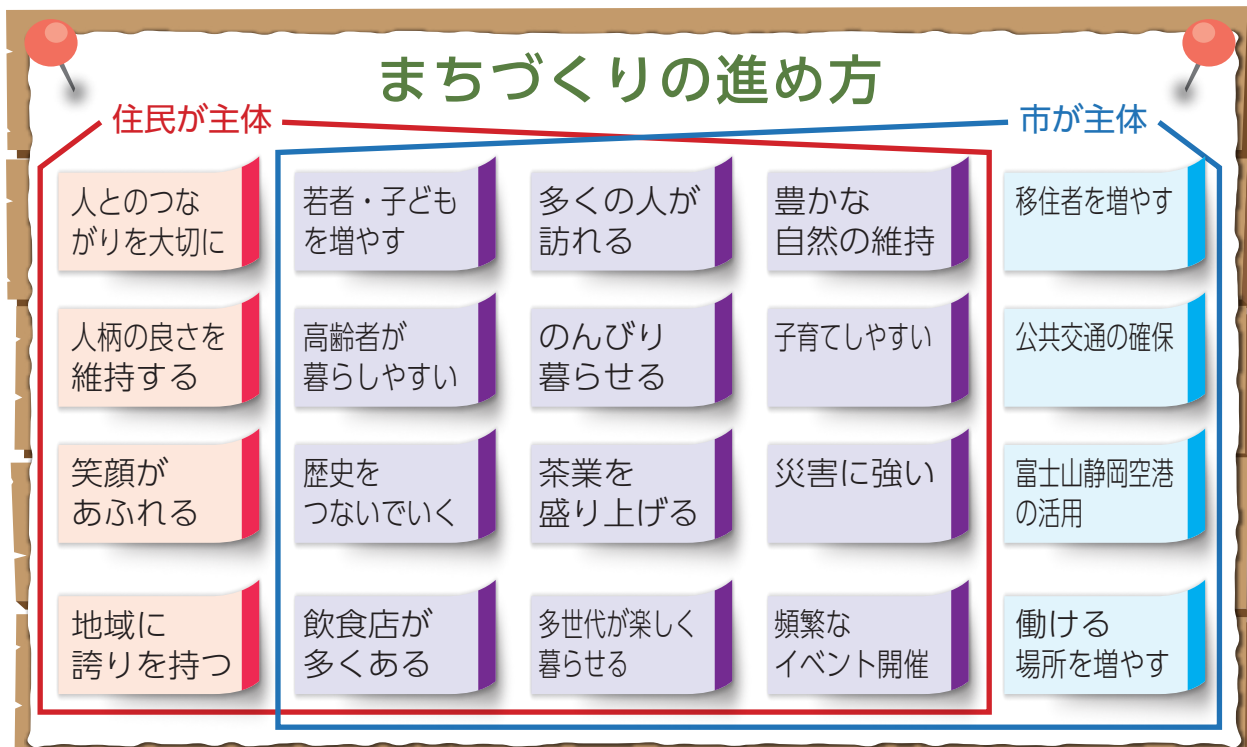 まちづくりの進め方
住民が主体
市が主体
人とのつな
がりを大切に
若者・子ども
を増やす
多くの人が
訪れる
豊かな
自然の維持
移住者を増やす
人柄の良さを
維持する
高齢者が
暮らしやすい
のんびり
暮らせる
子育てしやすい
公共交通の確保
笑顔が
あふれる
歴史を
つないでいく
茶業を
盛り上げる
災害に強い
富士山静岡空港
の活用
地域に
誇りを持つ
飲食店が
多くある
多世代が楽しく
暮らせる
頻繁な
イベント開催
働ける
場所を増やす